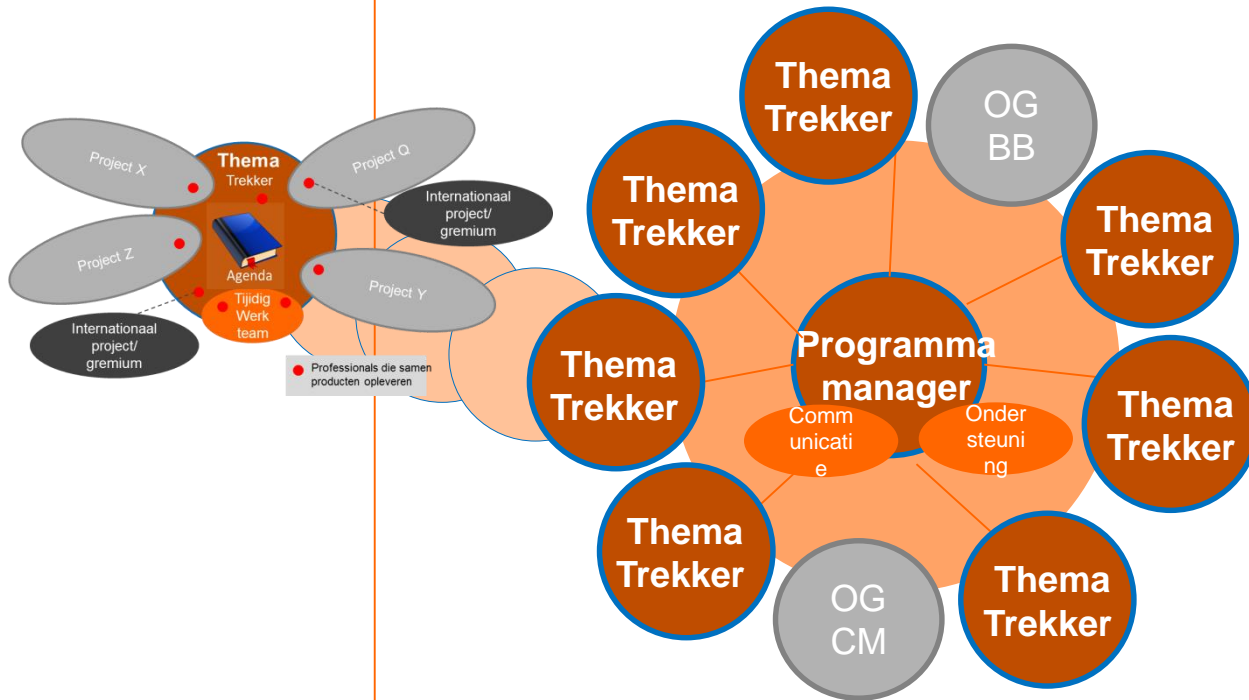 Project X
Thema
Trekker
Project Q
Internationaal
project/
gremium
Project Z
Agenda
Project Y
Tijdig
Werk
team
Internationaal
project/
gremium
Professionals die samen
producten opleveren
Thema
Trekker
OG
BB
Thema
Trekker
Thema
Trekker
Thema
Trekker
Programma
manager
Comm
unicati
e
Onder
steuni
ng
Thema
Trekker
Thema
Trekker
OG
CM
Thema
Trekker